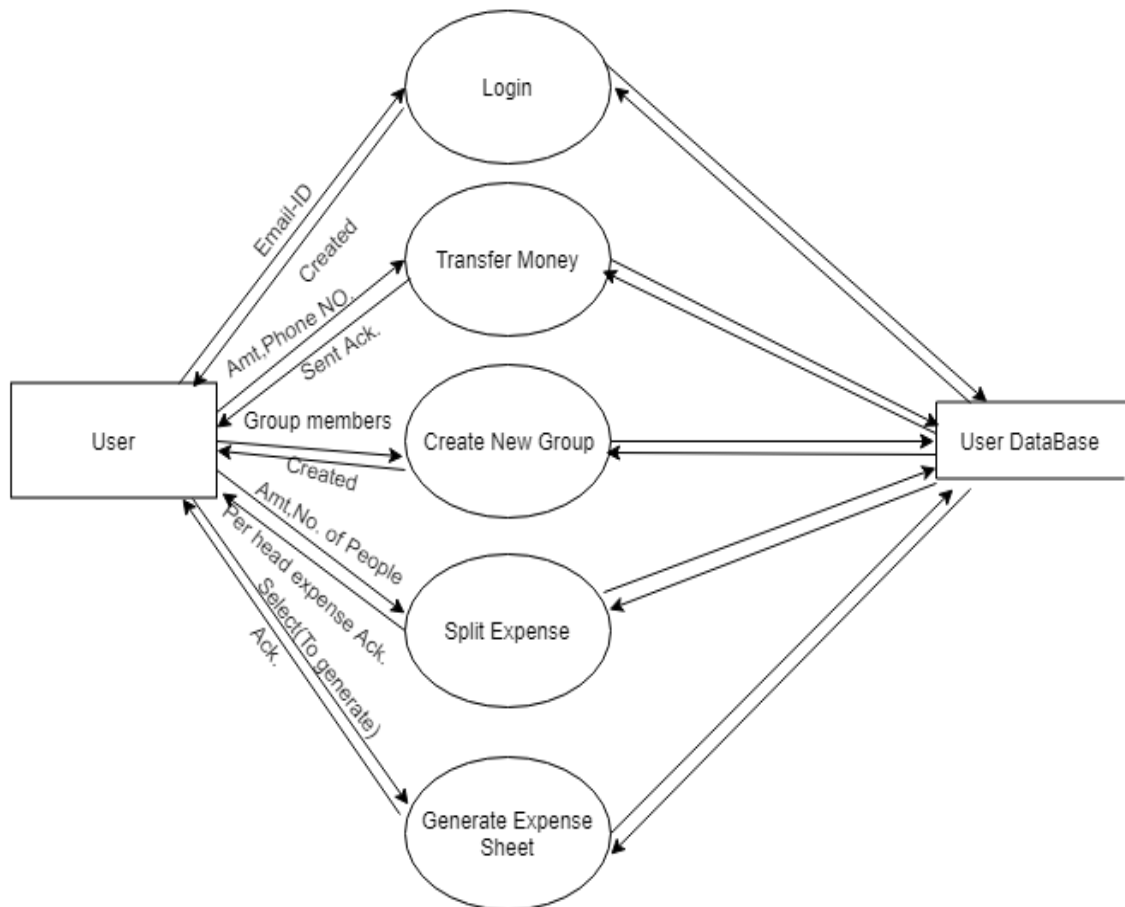 Login
Email-ID
Created
Transfer Money
Amt,Phone NO.
Sent Ack.
User
Group members
Create New Group
User DataBase
Created
Amt,No. of People
Per head expense Ack.
Split Expense
Select(To generate)
Ack.
Generate Expense
Sheet